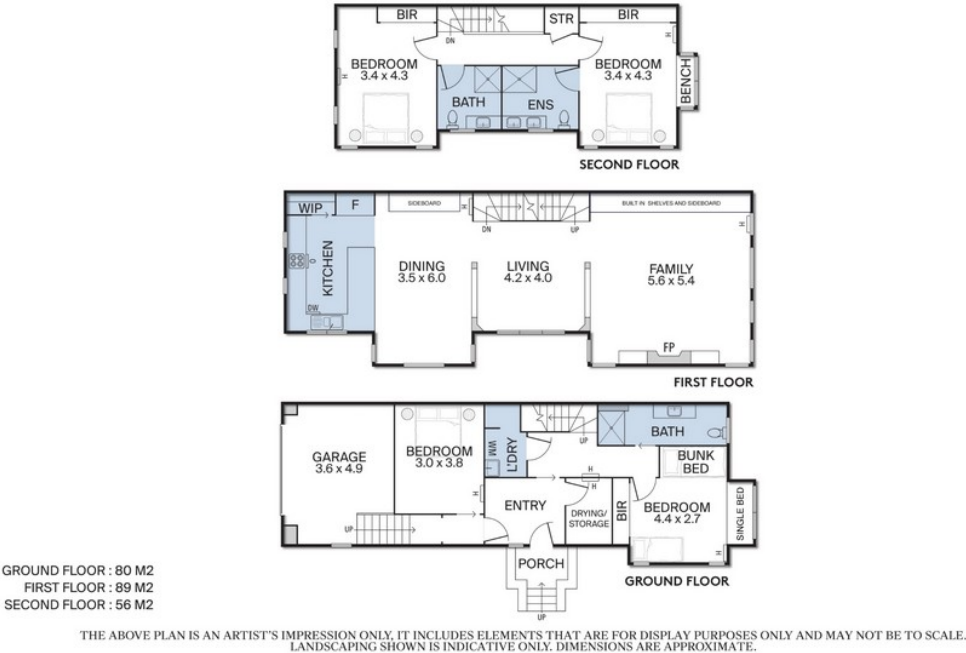 BIR
STR
BIR
DN
H
BEDROOM
3.4 x 4.3
BEDROOM
3.4 x 4.3
H
BENCH
BATH
ENS
SECOND FLOOR
WIP
F
SIDEBOARD
H
BUILT IN SHELVES AND SIDEBOARD
DN
UP
H
KITCHEN
O
DINING
3.5 x 6.0
LIVING
4.2 x 4.0
FAMILY
5.6 x 5.4
DW
FP
FIRST FLOOR
GARAGE
3.6 x 4.9
BEDROOM
3.0 x 3.8
WM
L'DRY
UP
BATH
BUNK
BED
H
H
H
ENTRY
DRYING/
STORAGE
BIR
BEDROOM
4.4 x 2.7
SINGLE BED
UP
H
PORCH
UP
GROUND FLOOR
GROUND FLOOR : 80 M2
FIRST FLOOR : 89 M2
SECOND FLOOR : 56 M2
THE ABOVE PLAN IS AN ARTIST'S IMPRESSION ONLY, IT INCLUDES ELEMENTS THAT ARE FOR DISPLAY PURPOSES ONLY AND MAY NOT BE TO SCALE.
LANDSCAPING SHOWN IS INDICATIVE ONLY. DIMENSIONS ARE APPROXIMATE.